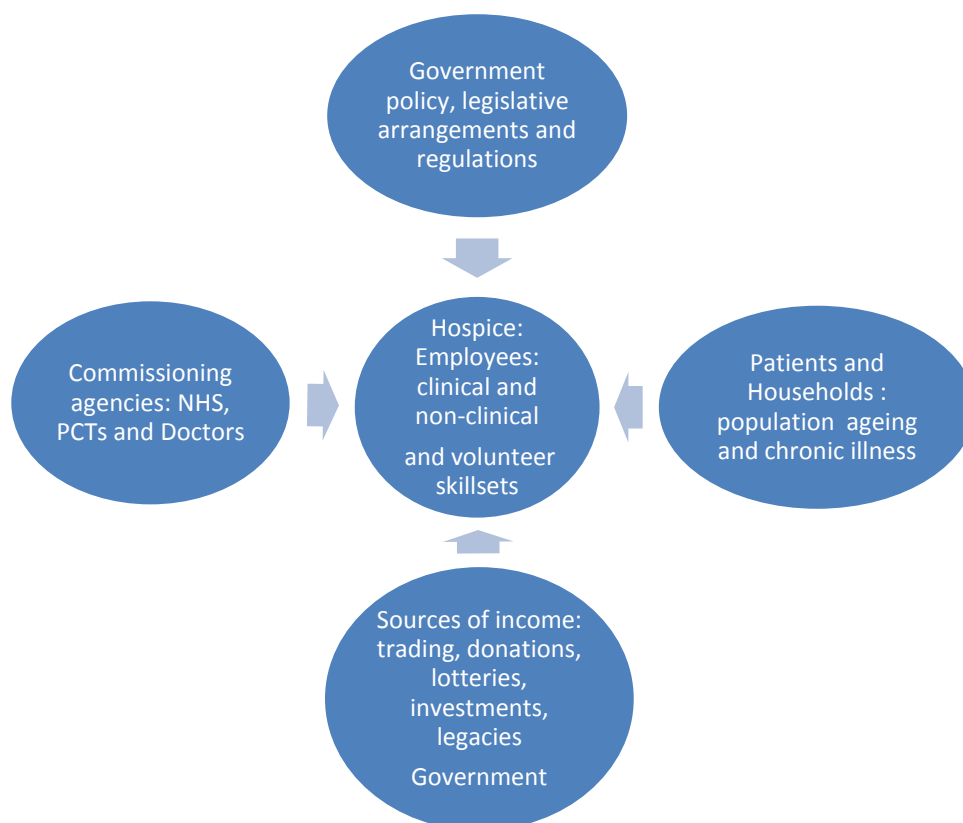 Government
policy, legislative
arrangements and
regulations
Commissioning
agencies: NHS,
PCTs and Doctors
Hospice:
Employees:
clinical and
non-clinical
and volunteer
skillsets
Patients and
Households :
population  ageing
and chronic illness
Sources of income:
trading, donations,
lotteries,
investments,
legacies
Government